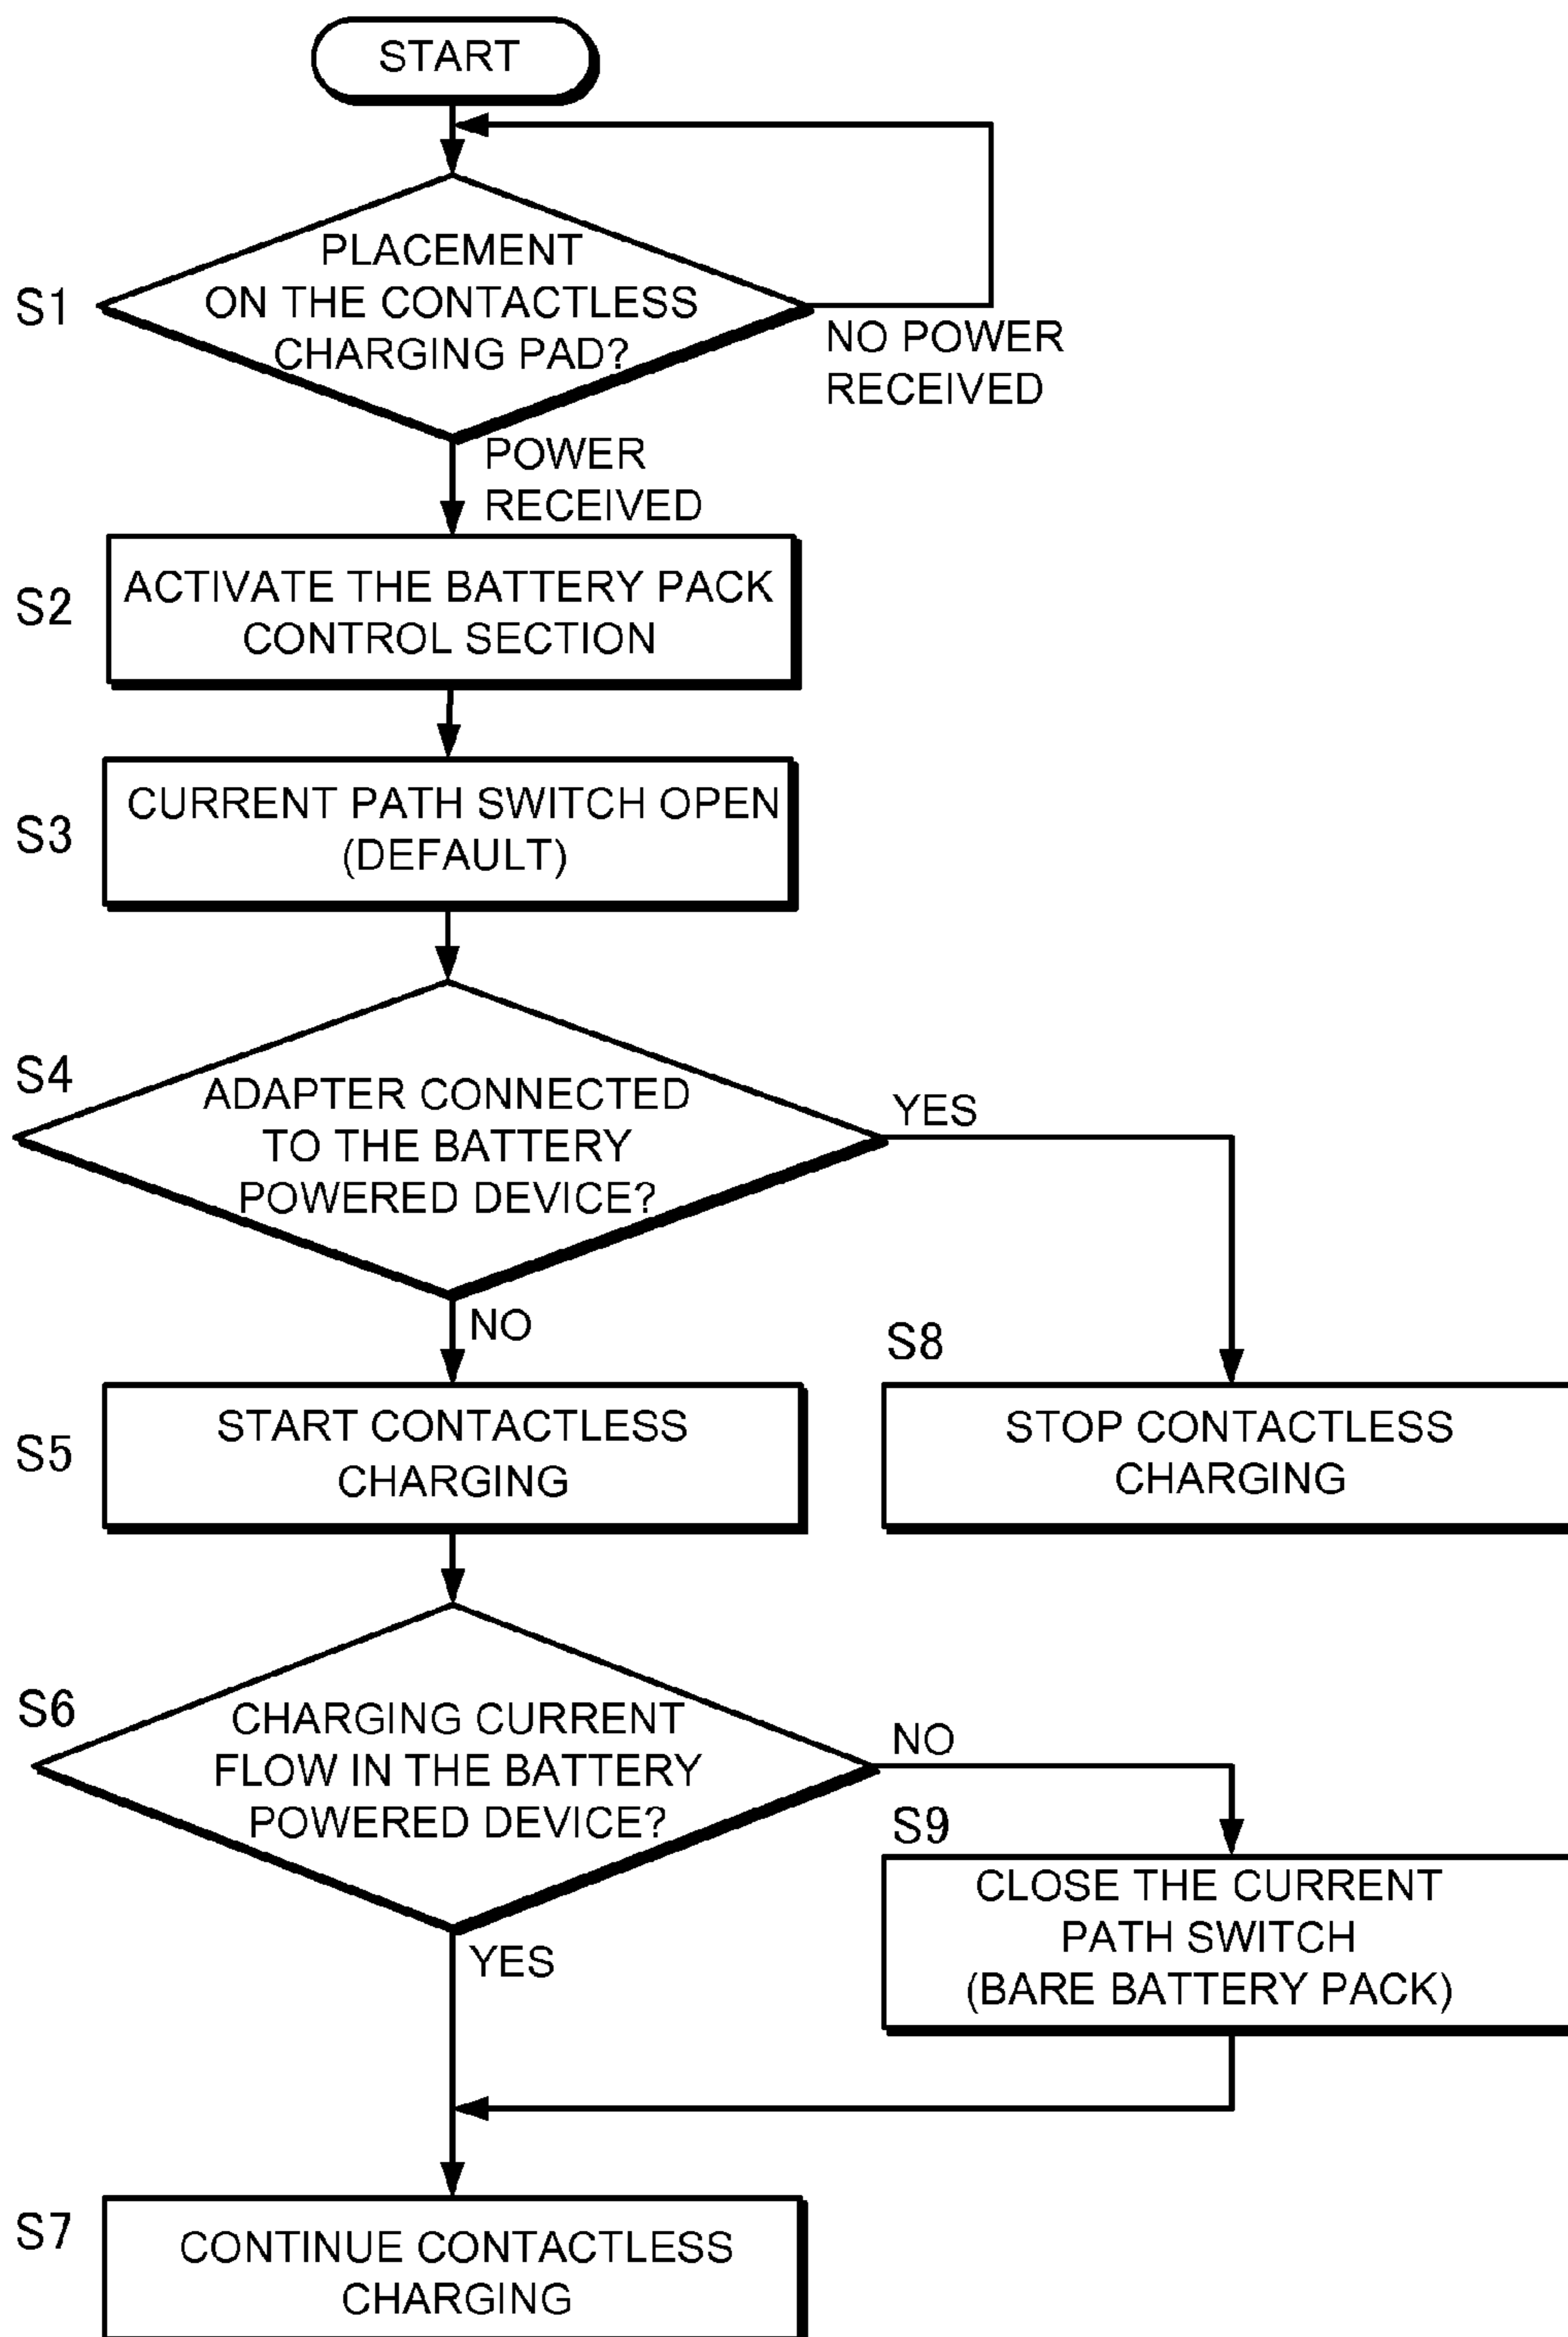 START
S1
PLACEMENT
ON THE CONTACTLESS
CHARGING PAD?
NO POWER
RECEIVED
POWER
RECEIVED
S2
ACTIVATE THE BATTERY PACK
CONTROL SECTION
S3
CURRENT PATH SWITCH OPEN
(DEFAULT)
S4
ADAPTER CONNECTED
TO THE BATTERY
POWERED DEVICE?
YES
NO
S8
S5
START CONTACTLESS
CHARGING
STOP CONTACTLESS
CHARGING
S6
CHARGING CURRENT
FLOW IN THE BATTERY
POWERED DEVICE?
NO
YES
S9
CLOSE THE CURRENT
PATH SWITCH
(BARE BATTERY PACK)
S7
CONTINUE CONTACTLESS
CHARGING